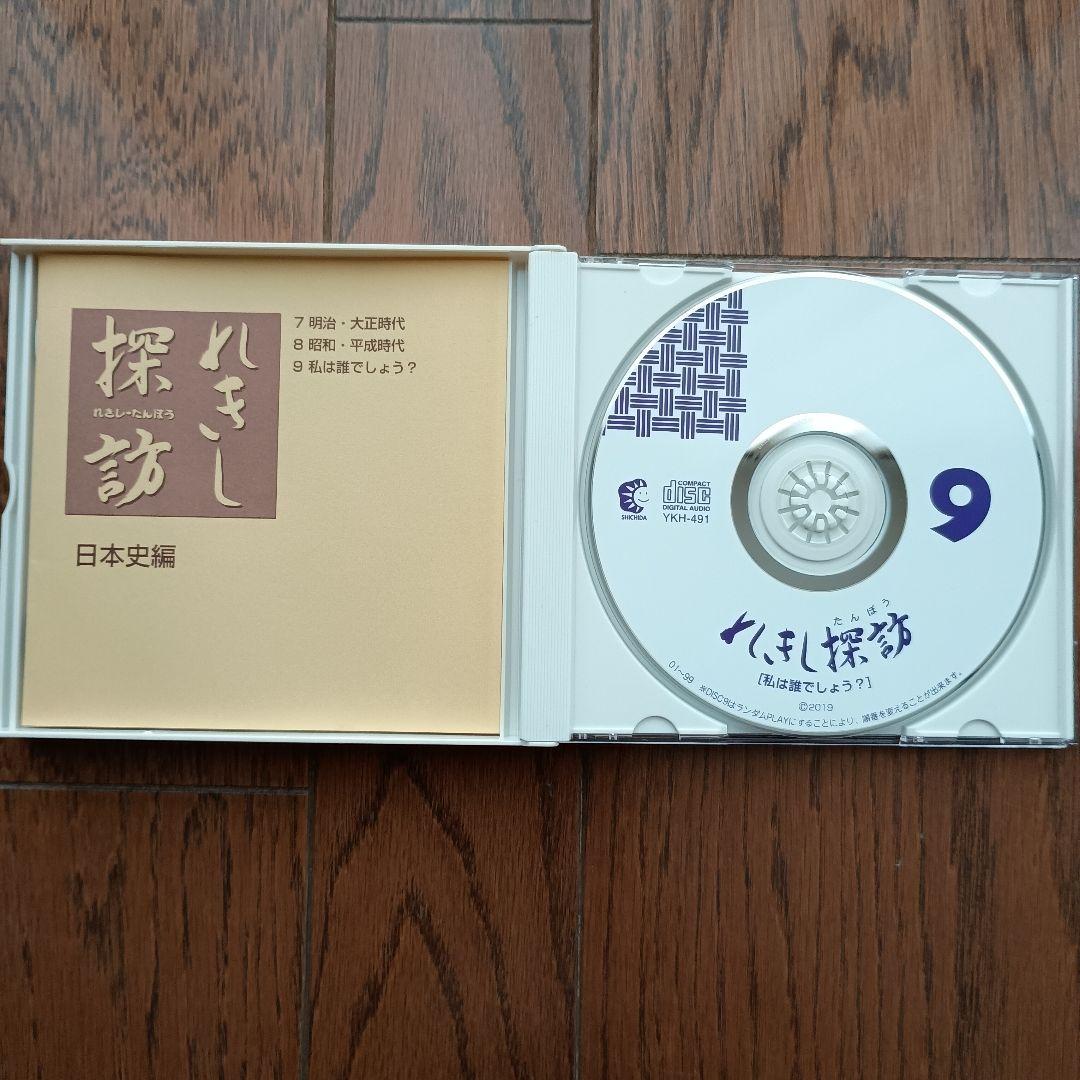 れきし
探訪
れきし-たんぼう
日本史編
7 明治・大正時代
8 昭和・平成時代
9 私は誰でしょう？
SHICHIDA
COMPACT
disc
DIGITAL AUDIO
YKH-491
9
たんぼう
れきし探訪
[私は誰でしょう？]
01～99 ※DISC9はランダムPLAYにすることにより、順番を変えることが出来ます。
©2019